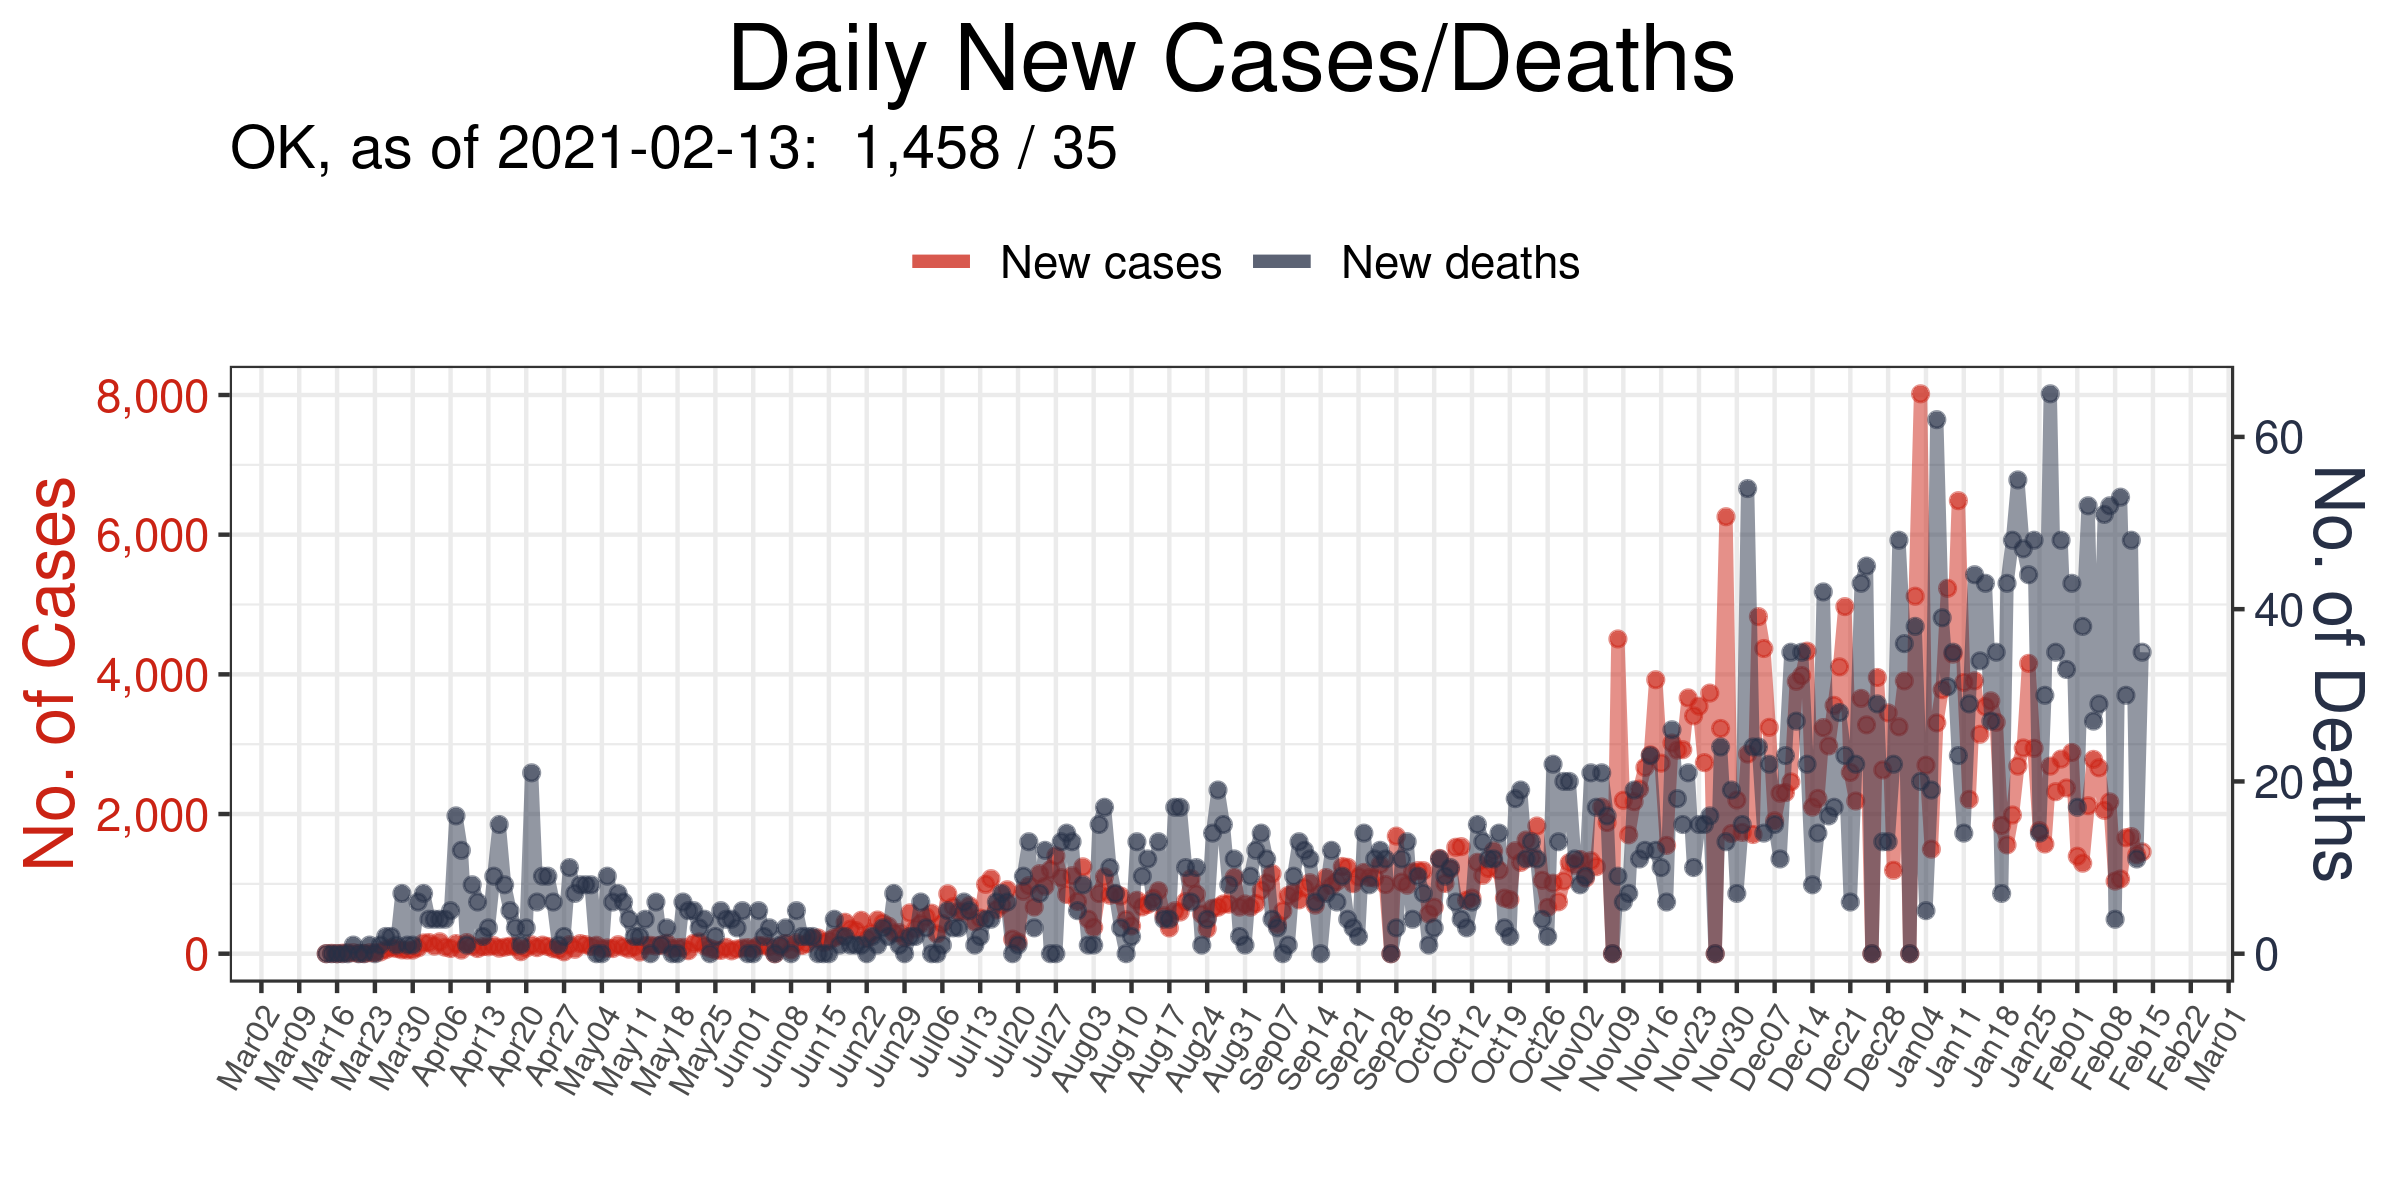 Daily New Cases/Deaths
OK, as of 2021-02-13:  1,458 / 35
New cases
New deaths
No. of Cases
8,000
6,000
4,000
2,000
0
60
40
20
0
No. of Deaths
Mar02
Mar09
Mar16
Mar23
Mar30
Apr06
Apr13
Apr20
Apr27
May04
May11
May18
May25
Jun01
Jun08
Jun15
Jun22
Jun29
Jul06
Jul13
Jul20
Jul27
Aug03
Aug10
Aug17
Aug24
Aug31
Sep07
Sep14
Sep21
Sep28
Oct05
Oct12
Oct19
Oct26
Nov02
Nov09
Nov16
Nov23
Nov30
Dec07
Dec14
Dec21
Dec28
Jan04
Jan11
Jan18
Jan25
Feb01
Feb08
Feb15
Feb22
Mar01